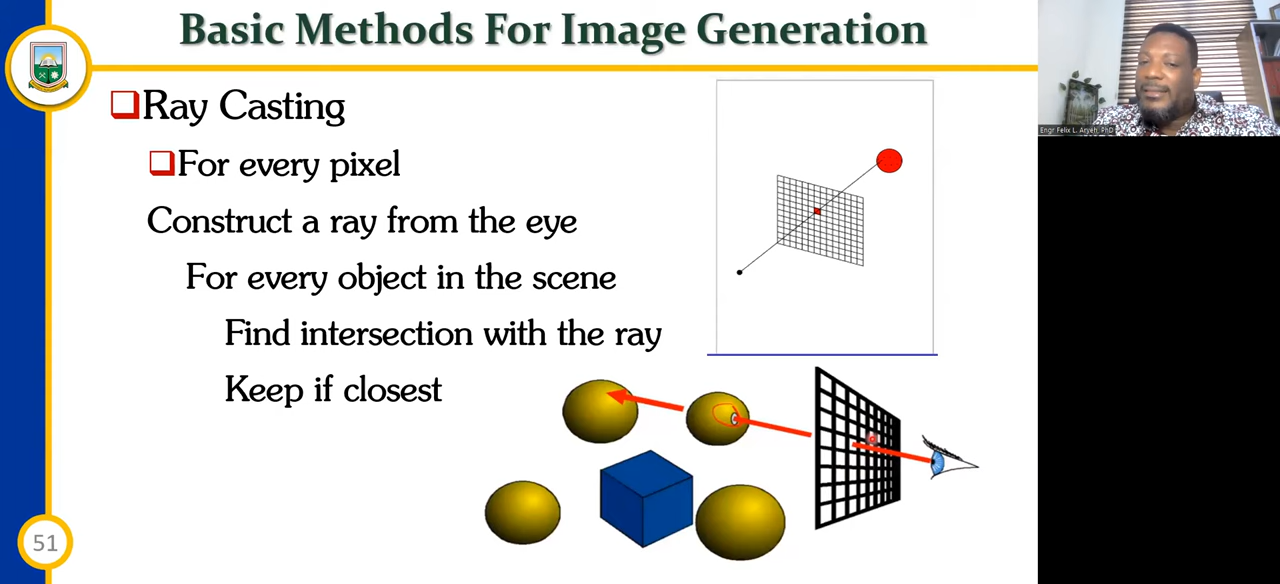 Basic Methods For Image Generation
Ray Casting
For every pixel
Construct a ray from the eye
For every object in the scene
Find intersection with the ray
Keep if closest
51
Engr Felix L. Aryeh, PhD